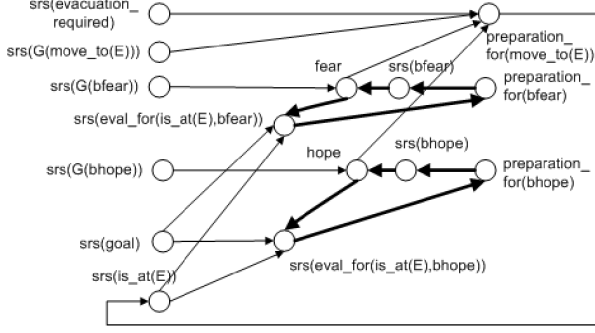 srs(evacuation_
required)
srs(G(move_to(E)))
preparation_
for(move_to(E))
fear
srs(bfear)
srs(G(bfear))
preparation_
for(bfear)
srs(eval_for(is_at(E),bfear))
hope
srs(bhope)
srs(G(bhope))
preparation_
for(bhope)
srs(goal)
srs(is_at(E))
srs(eval_for(is_at(E),bhope))